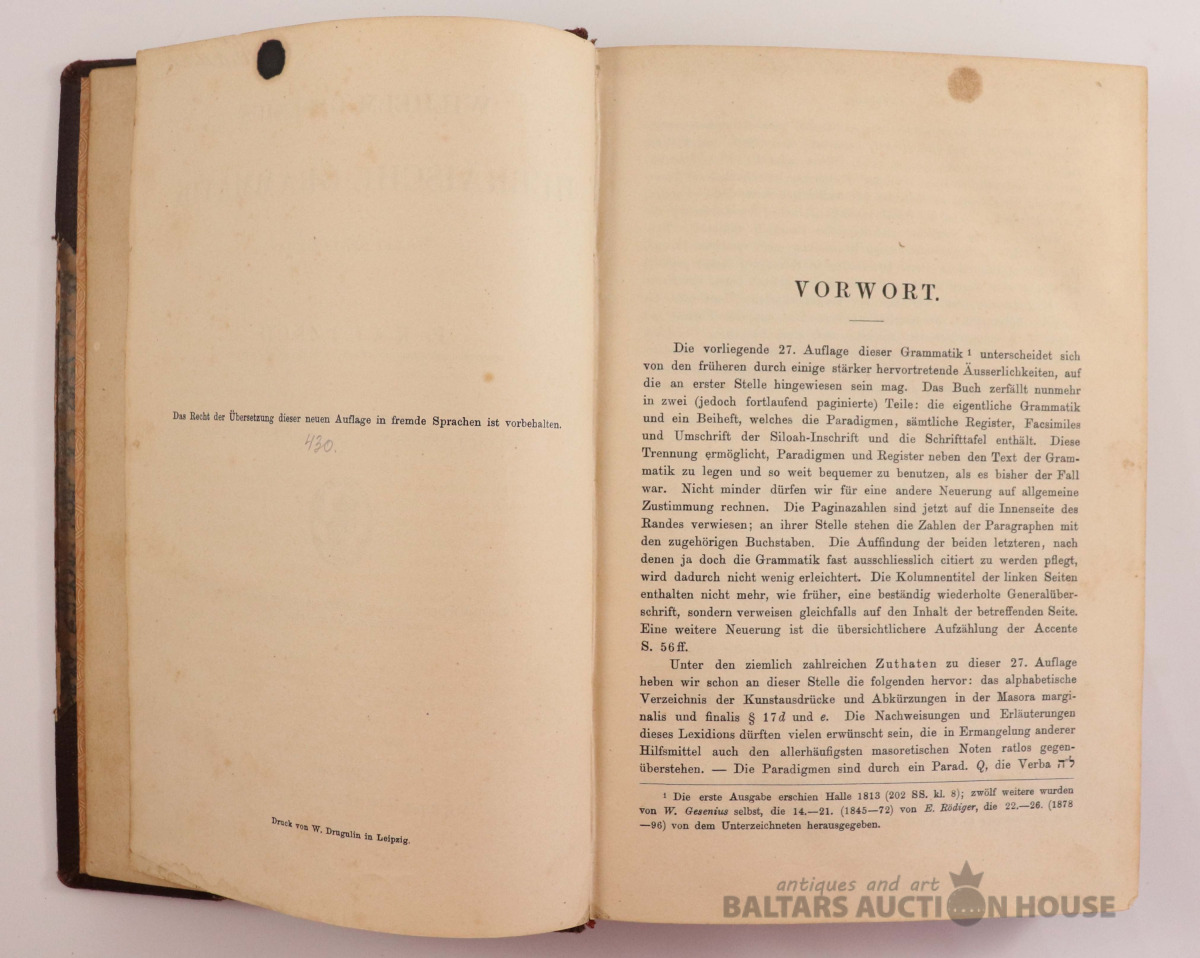 Das Recht der Übersetzung dieser neuen Auflage in fremde Sprachen ist vorbehalten.
430.
Druck von W. Drugulin in Leipzig.
VORWORT.
Die vorliegende 27. Auflage dieser Grammatik ¹ unterscheidet sich
von den früheren durch einige stärker hervortretende Äusserlichkeiten, auf
die an erster Stelle hingewiesen sein mag. Das Buch zerfällt nunmehr
in zwei (jedoch fortlaufend paginierte) Teile: die eigentliche Grammatik
und ein Beiheft, welches die Paradigmen, sämtliche Register, Facsimiles
und Umschrift der Siloah-Inschrift und die Schrifttafel enthält. Diese
Trennung ermöglicht, Paradigmen und Register neben den Text der Gram-
matik zu legen und so weit bequemer zu benutzen, als es bisher der Fall
war. Nicht minder dürfen wir für eine andere Neuerung auf allgemeine
Zustimmung rechnen. Die Paginazahlen sind jetzt auf die Innenseite des
Randes verwiesen; an ihrer Stelle stehen die Zahlen der Paragraphen mit
den zugehörigen Buchstaben. Die Auffindung der beiden letzteren, nach
denen ja doch die Grammatik fast ausschliesslich citiert zu werden pflegt,
wird dadurch nicht wenig erleichtert. Die Kolumnentitel der linken Seiten
enthalten nicht mehr, wie früher, eine beständig wiederholte Generalüber-
schrift, sondern verweisen gleichfalls auf den Inhalt der betreffenden Seite.
Eine weitere Neuerung ist die übersichtlichere Aufzählung der Accente
S. 56 ff.
Unter den ziemlich zahlreichen Zuthaten zu dieser 27. Auflage
heben wir schon an dieser Stelle die folgenden hervor: das alphabetische
Verzeichnis der Kunstausdrücke und Abkürzungen in der Masora margi-
nalis und finalis § 17d und e. Die Nachweisungen und Erläuterungen
dieses Lexidions dürften vielen erwünscht sein, die in Ermangelung anderer
Hilfsmittel auch den allerhäufigsten masoretischen Noten ratlos gegen-
überstehen. — Die Paradigmen sind durch ein Parad. Q, die Verba ל״ה
¹ Die erste Ausgabe erschien Halle 1813 (202 SS. kl. 8); zwölf weitere wurden
von W. Gesenius selbst, die 14.—21. (1845—72) von E. Rödiger, die 22.—26. (1878
—96) von dem Unterzeichneten herausgegeben.
antiques and art
BALTARS AUCTION HOUSE